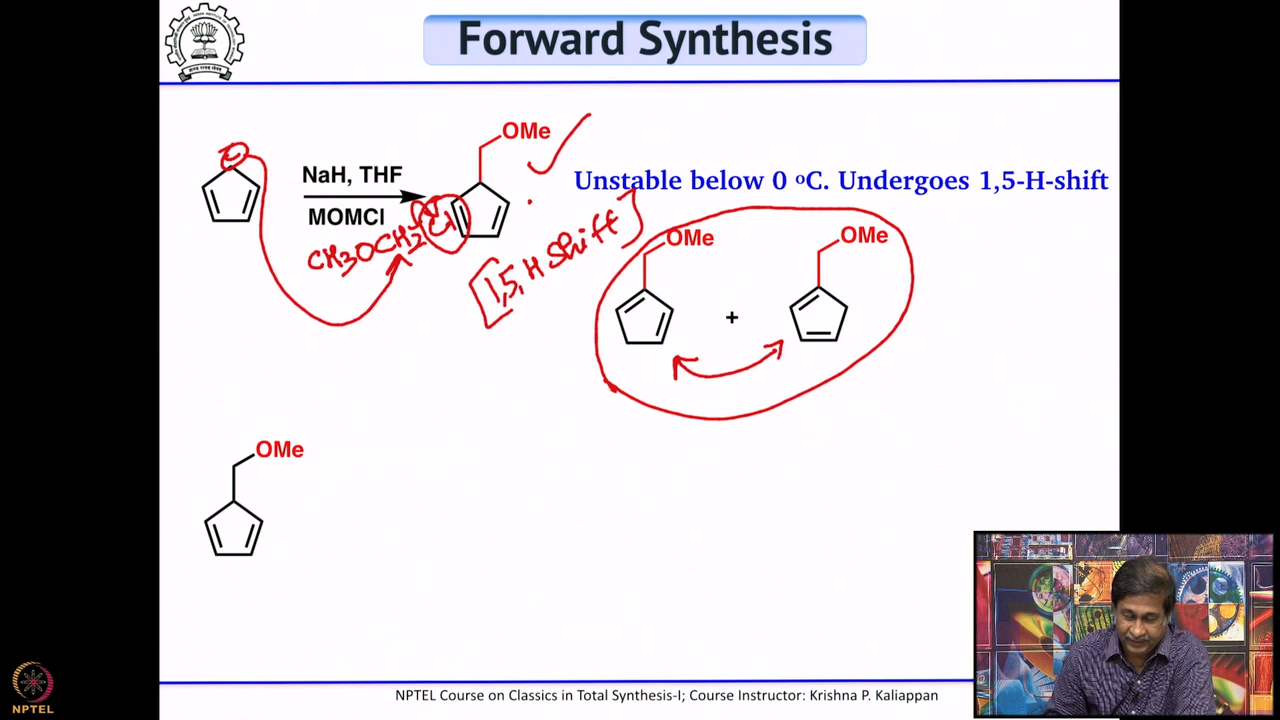 Forward Synthesis
OMe
NaH, THF
MOMCl
CH3OCH2Cl
[1,5, H Shift]
Unstable below 0 ºC. Undergoes 1,5-H-shift
OMe
OMe
+
OMe
NPTEL
NPTEL Course on Classics in Total Synthesis-I; Course Instructor: Krishna P. Kaliappan